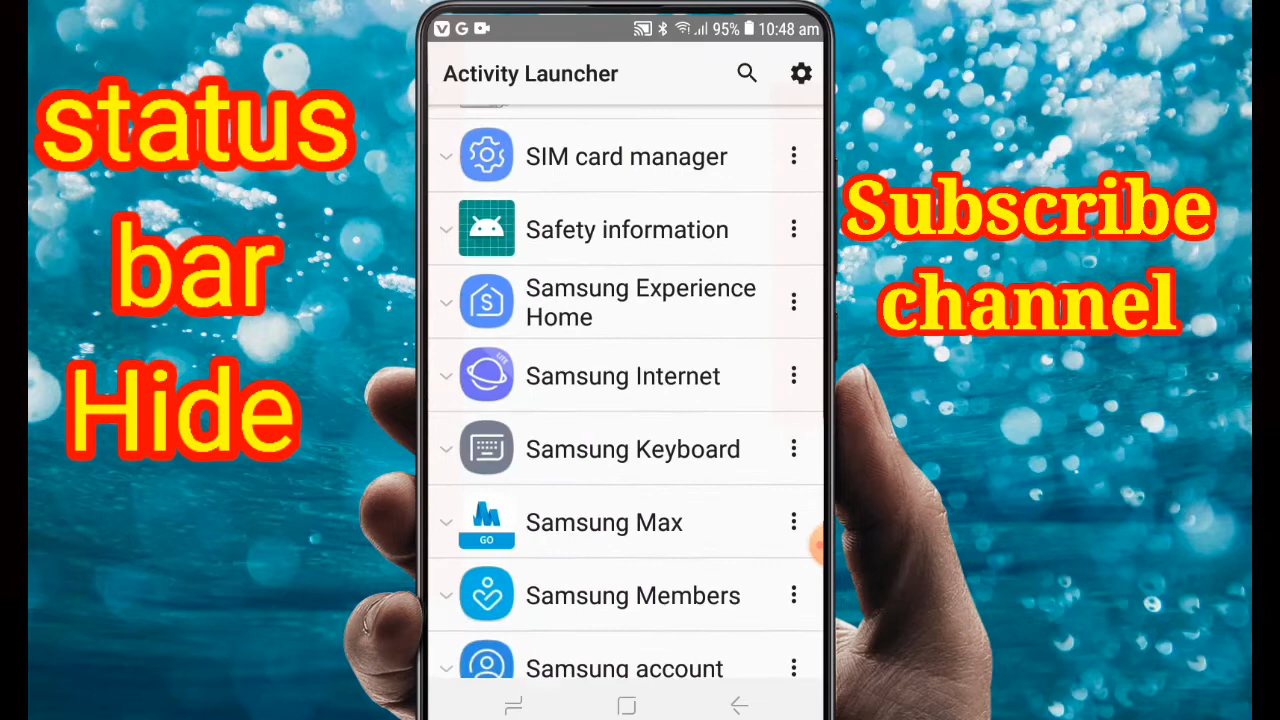 status
bar
Hide
95% 10:48 am
Activity Launcher
SIM card manager
Safety information
Samsung Experience
Home
LITE
Samsung Internet
Samsung Keyboard
GO
Samsung Max
Samsung Members
Samsung account
Subscribe
channel